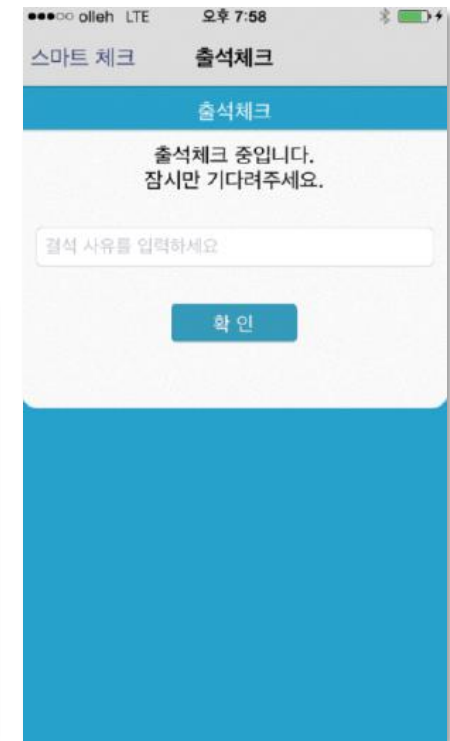 olleh LTE 오후 7:58
스마트 체크 출석체크
출석체크
출석체크 중입니다.
잠시만 기다려주세요.
결석 사유를 입력하세요
확 인